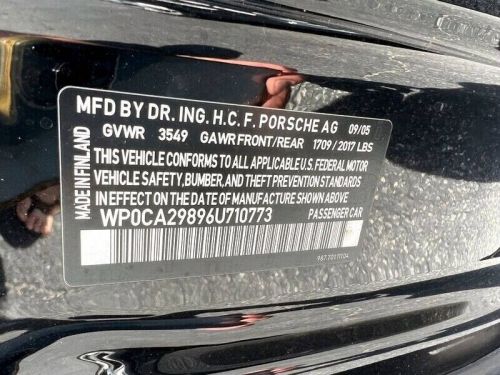 MFD BY DR. ING. H.C. F. PORSCHE AG 09/05
GVWR 3549 GAWR FRONT/REAR 1709/2017 LBS
MADE IN FINLAND
THIS VEHICLE CONFORMS TO ALL APPLICABLE U.S. FEDERAL MOTOR
VEHICLE SAFETY, BUMPER, AND THEFT PREVENTION STANDARDS
IN EFFECT ON THE DATE OF MANUFACTURE SHOWN ABOVE
WP0CA29896U710773 PASSENGER CAR